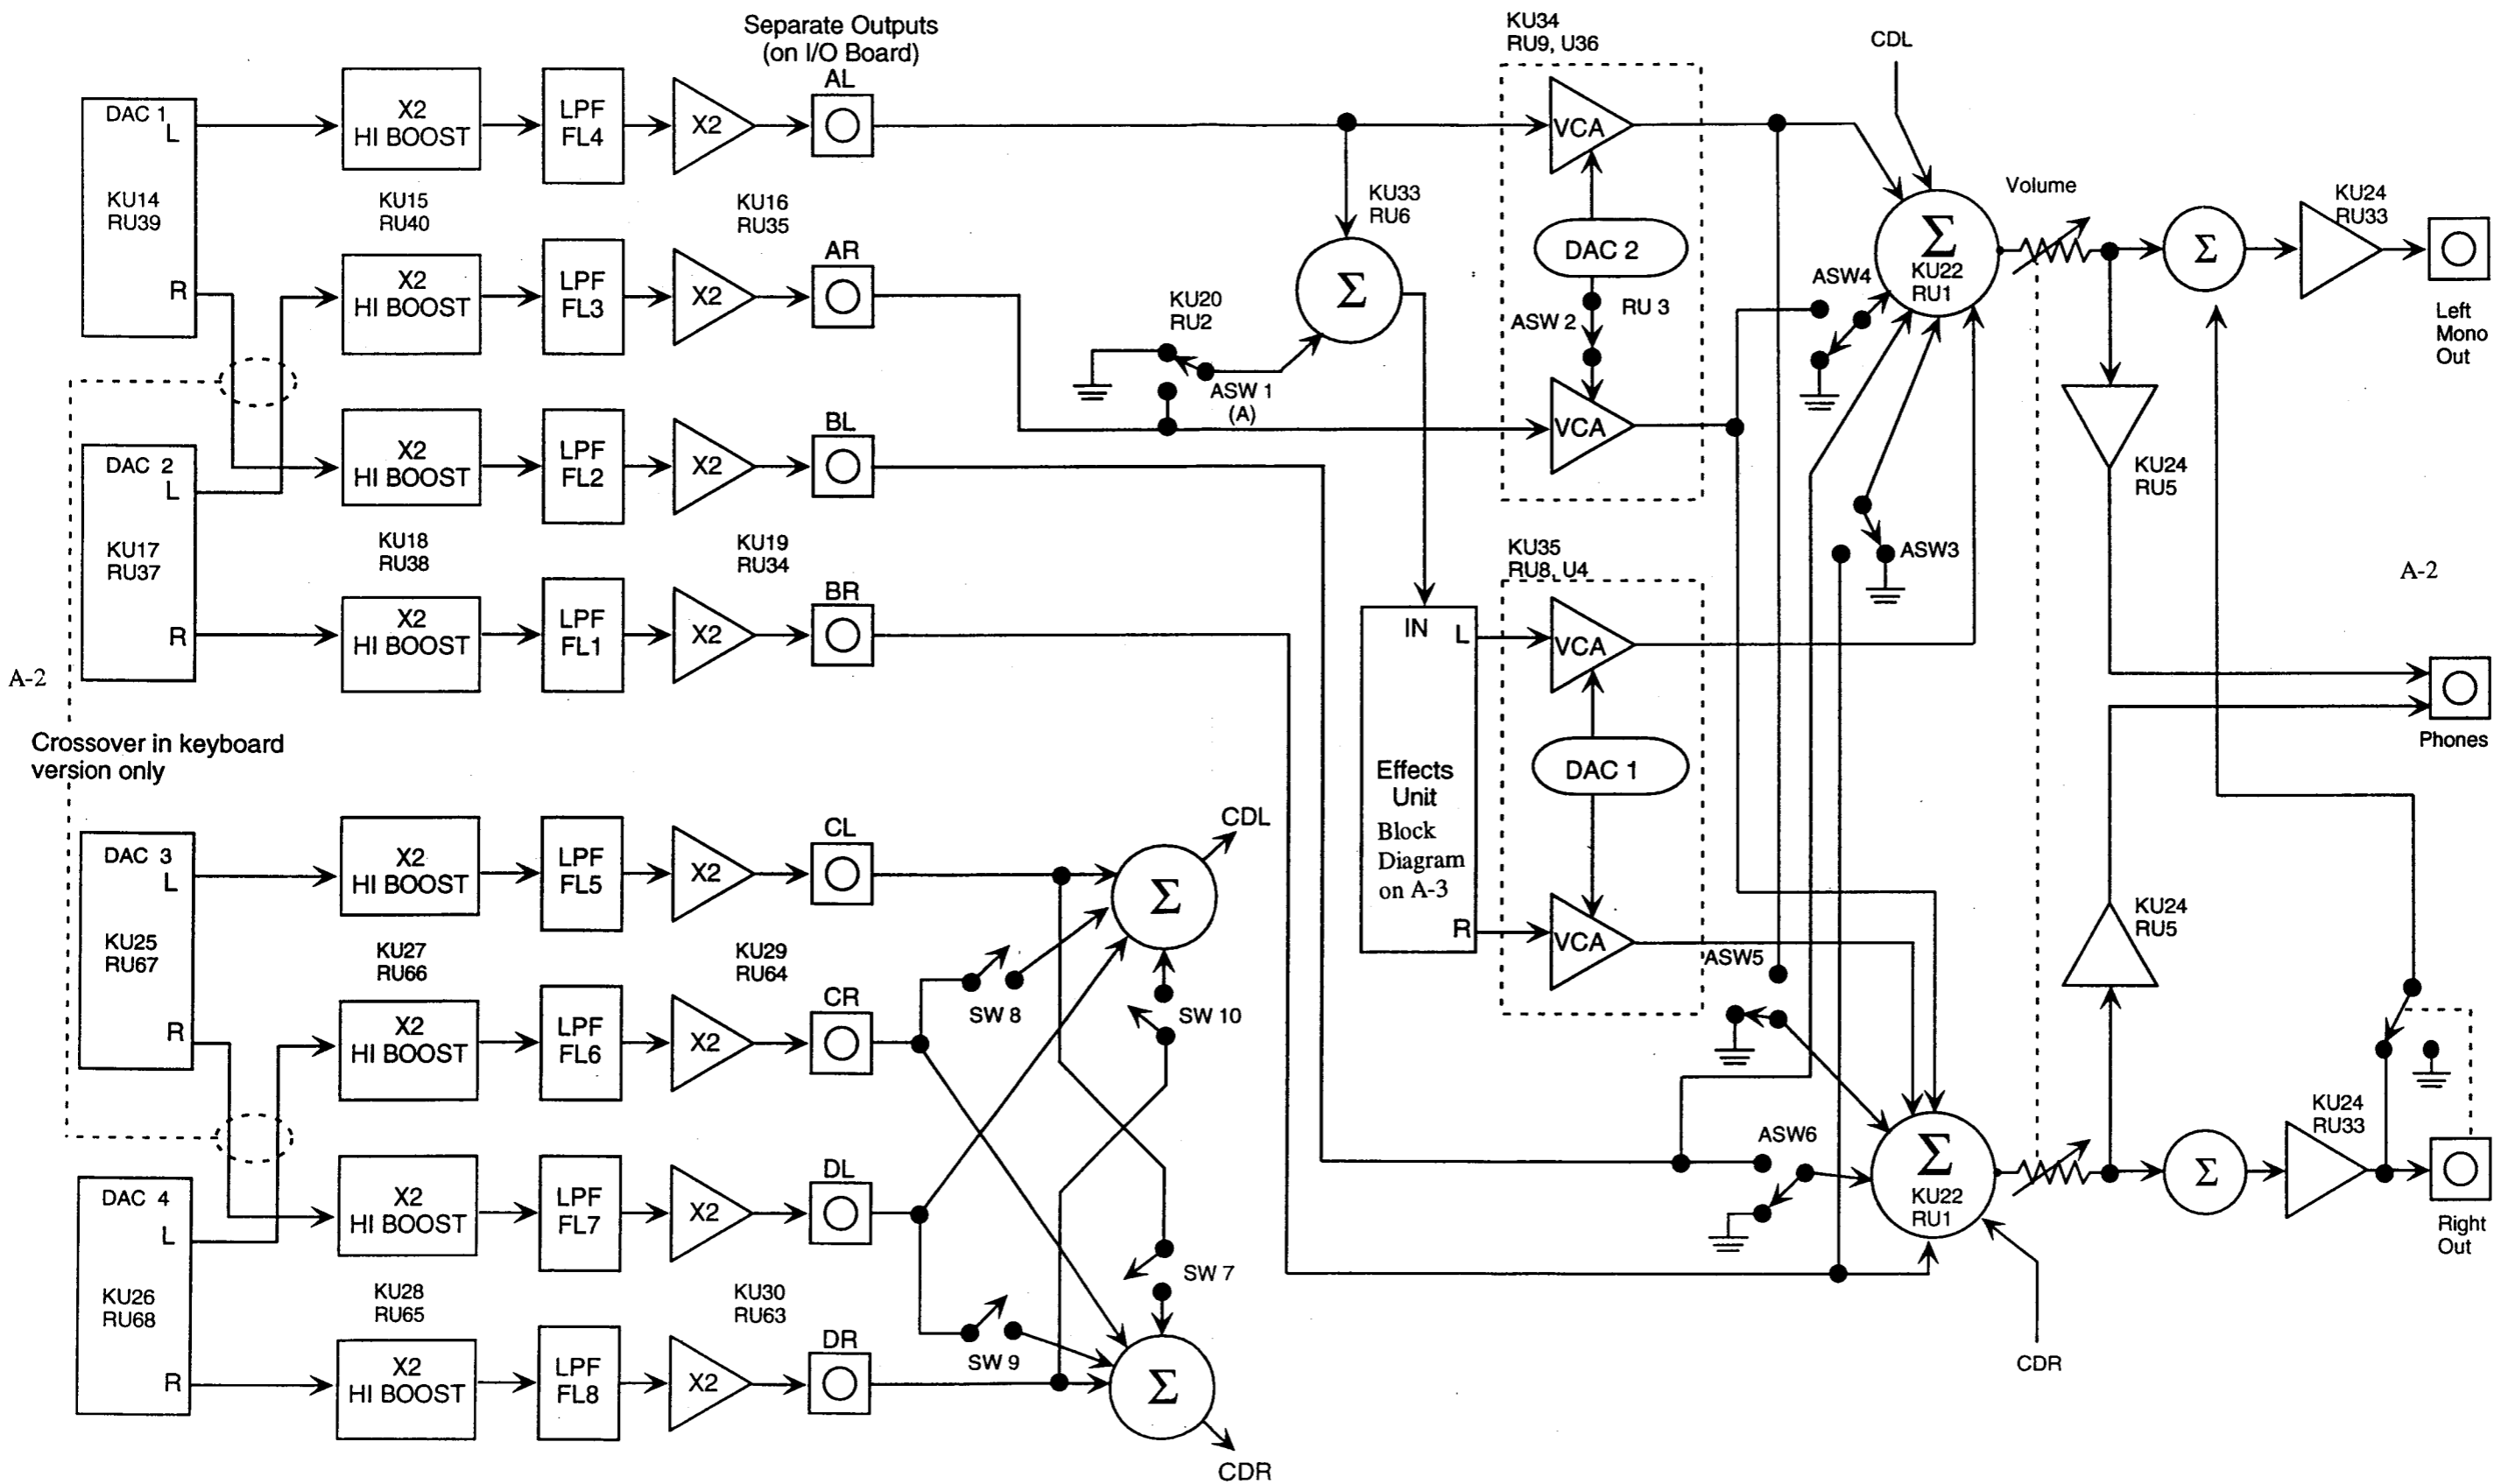 Separate Outputs
(on I/O Board)
KU34
RU9, U36
CDL
DAC 1
L
KU14
RU39
R
X2
HI BOOST
LPF
FL4
X2
AL
VCA
KU15
RU40
KU16
RU35
KU33
RU6
Σ
DAC 2
Σ
KU22
RU1
Volume
Σ
KU24
RU33
Left
Mono
Out
X2
HI BOOST
LPF
FL3
X2
AR
KU20
RU2
ASW 1
(A)
ASW 2
RU 3
ASW4
VCA
DAC 2
L
KU17
RU37
R
X2
HI BOOST
LPF
FL2
X2
BL
KU24
RU5
KU18
RU38
KU19
RU34
KU35
RU8, U4
ASW3
A-2
X2
HI BOOST
LPF
FL1
X2
BR
IN
L
VCA
A-2
Phones
Crossover in keyboard
version only
DAC 1
Effects
Unit
Block
Diagram
on A-3
R
VCA
DAC 3
L
KU25
RU67
R
X2
HI BOOST
LPF
FL5
X2
CL
CDL
Σ
KU24
RU5
KU27
RU66
KU29
RU64
ASW5
X2
HI BOOST
LPF
FL6
X2
CR
SW 8
SW 10
DAC 4
L
KU26
RU68
R
X2
HI BOOST
LPF
FL7
X2
DL
ASW6
Σ
KU22
RU1
Σ
KU24
RU33
Right
Out
KU28
RU65
KU30
RU63
SW 7
X2
HI BOOST
LPF
FL8
X2
DR
SW 9
Σ
CDR
CDR